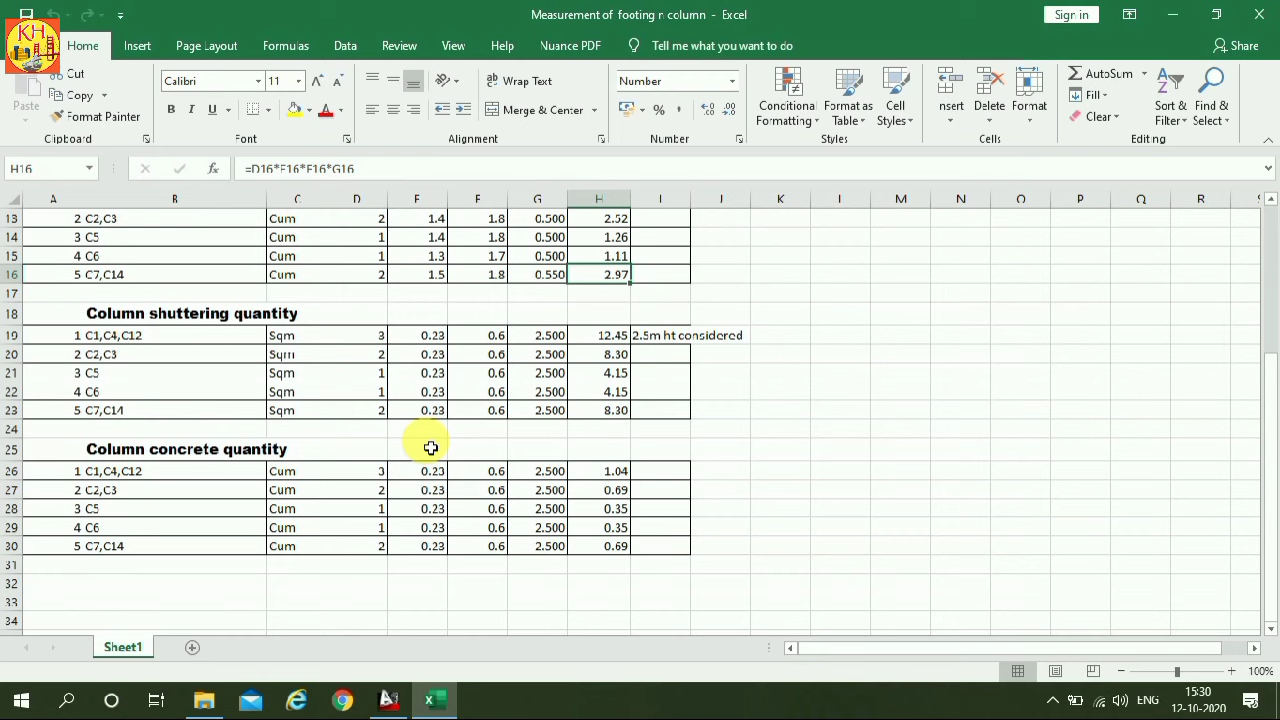 Measurement of footing n column - Excel
Sign in
KH
Home Insert Page Layout Formulas Data Review View Help Nuance PDF Tell me what you want to do Share
Paste Cut Copy Format Painter Clipboard
Calibri 11 B I U Font
Wrap Text Merge & Center Alignment
Number % Number
Conditional Formatting Format as Table Cell Styles Styles
Insert Delete Format Cells
AutoSum Fill Clear Sort & Filter Find & Select Editing
H16 fx =D16*E16*F16*G16
A B C D E F G H I J K L M N O P Q R
13 2 C2,C3 Cum 2 1.4 1.8 0.500 2.52
14 3 C5 Cum 1 1.4 1.8 0.500 1.26
15 4 C6 Cum 1 1.3 1.7 0.500 1.11
16 5 C7,C14 Cum 2 1.5 1.8 0.550 2.97
17
18 Column shuttering quantity
19 1 C1,C4,C12 Sqm 3 0.23 0.6 2.500 12.45 2.5m ht considered
20 2 C2,C3 Sqm 2 0.23 0.6 2.500 8.30
21 3 C5 Sqm 1 0.23 0.6 2.500 4.15
22 4 C6 Sqm 1 0.23 0.6 2.500 4.15
23 5 C7,C14 Sqm 2 0.23 0.6 2.500 8.30
24
25 Column concrete quantity
26 1 C1,C4,C12 Cum 3 0.23 0.6 2.500 1.04
27 2 C2,C3 Cum 2 0.23 0.6 2.500 0.69
28 3 C5 Cum 1 0.23 0.6 2.500 0.35
29 4 C6 Cum 1 0.23 0.6 2.500 0.35
30 5 C7,C14 Cum 2 0.23 0.6 2.500 0.69
31
32
33
34
Sheet1
100%
ENG 15:30
12-10-2020